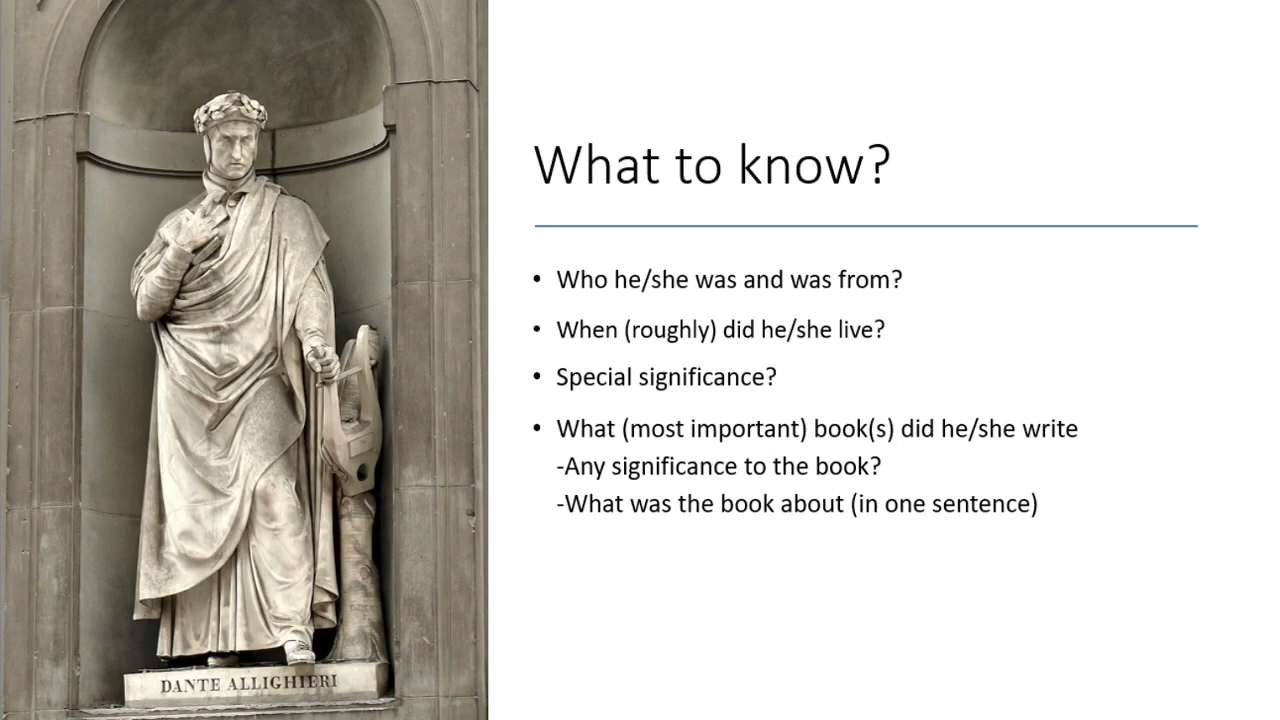 What to know?
• Who he/she was and was from?
• When (roughly) did he/she live?
• Special significance?
• What (most important) book(s) did he/she write
-Any significance to the book?
-What was the book about (in one sentence)
DANTE ALLIGHIERI